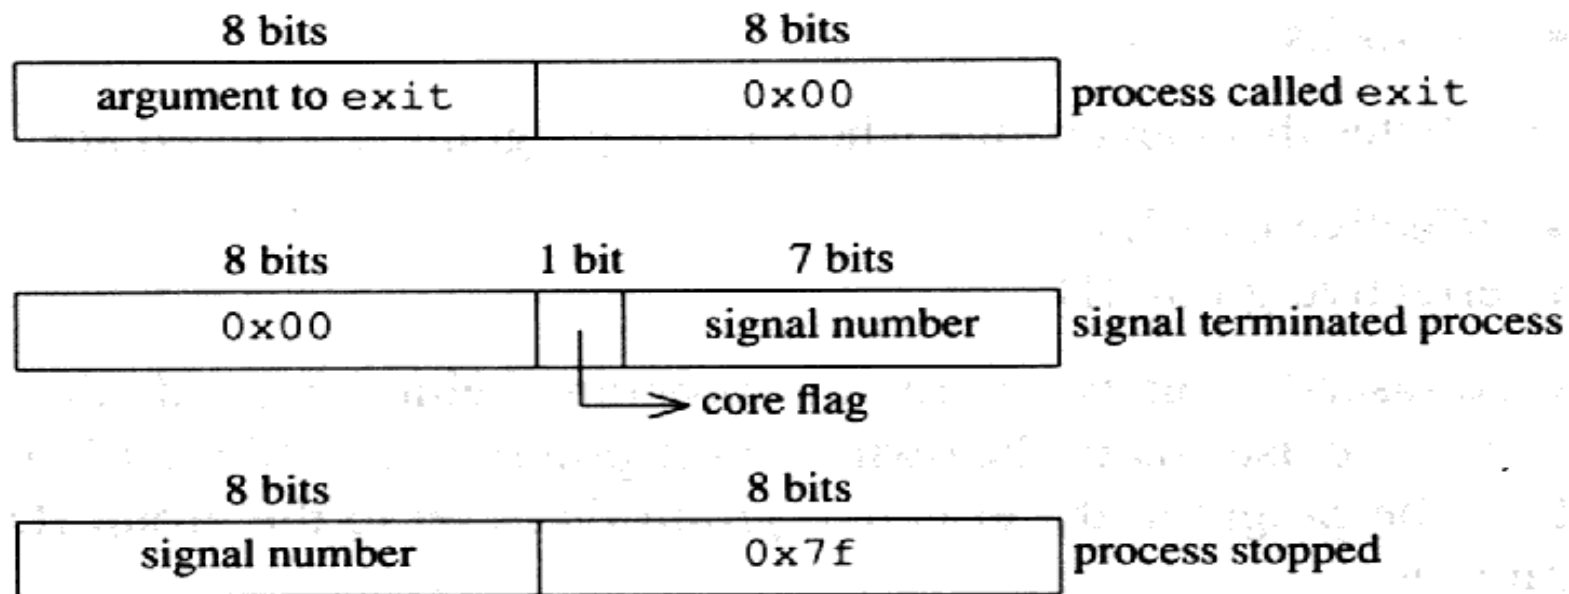 8 bits 8 bits
argument to exit 0x00 process called exit
8 bits 1 bit 7 bits
0x00 signal number signal terminated process
core flag
8 bits 8 bits
signal number 0x7f process stopped